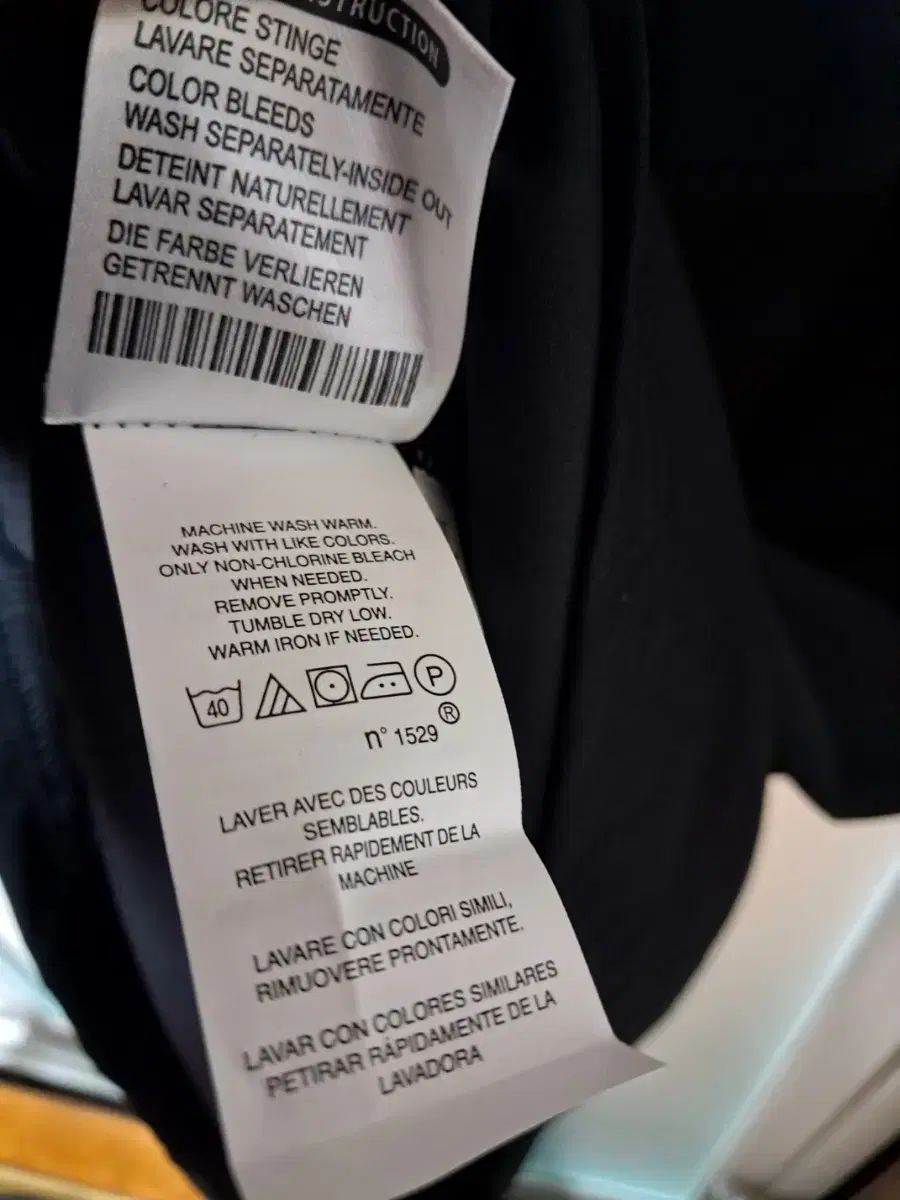 STRUCTION
COLORE STINGE
LAVARE SEPARATAMENTE
COLOR BLEEDS
WASH SEPARATELY-INSIDE OUT
DETEINT NATURELLEMENT
LAVAR SEPARATEMENT
DIE FARBE VERLIEREN
GETRENNT WASCHEN
MACHINE WASH WARM.
WASH WITH LIKE COLORS.
ONLY NON-CHLORINE BLEACH
WHEN NEEDED.
REMOVE PROMPTLY.
TUMBLE DRY LOW.
WARM IRON IF NEEDED.
40 P
n° 1529 ®
LAVER AVEC DES COULEURS
SEMBLABLES.
RETIRER RAPIDEMENT DE LA
MACHINE
LAVARE CON COLORI SIMILI,
RIMUOVERE PRONTAMENTE.
LAVAR CON COLORES SIMILARES
PETIRAR RÁPIDAMENTE DE LA
LAVADORA